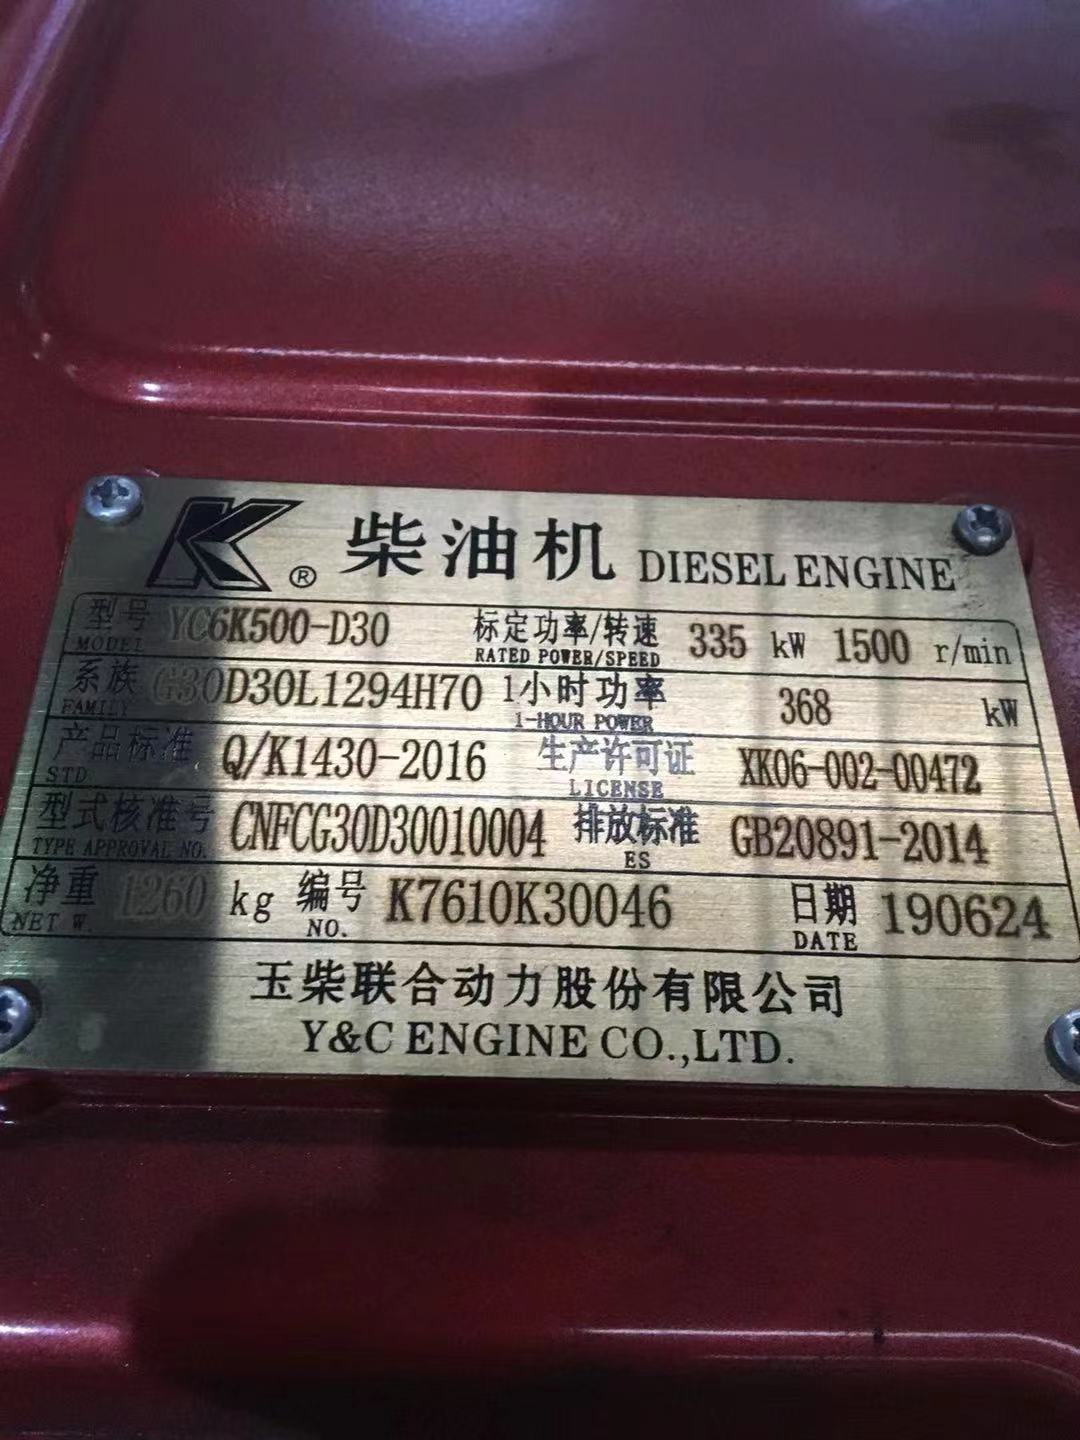 K ® 柴油机 DIESEL ENGINE
型号 YC6K500-D30 标定功率/转速 335 kW 1500 r/min
MODEL RATED POWER/SPEED
系族 G30D30L1294H70 1小时功率 368 kW
FAMILY 1-HOUR POWER
产品标准 Q/K1430-2016 生产许可证 XK06-002-00472
STD LICENSE
型式核准号 CNFCG30D30010004 排放标准 GB20891-2014
TYPE APPROVAL NO. ES
净重 1260 kg 编号 K7610K30046 日期 190624
NET W. NO. DATE
玉柴联合动力股份有限公司
Y&C ENGINE CO.,LTD.